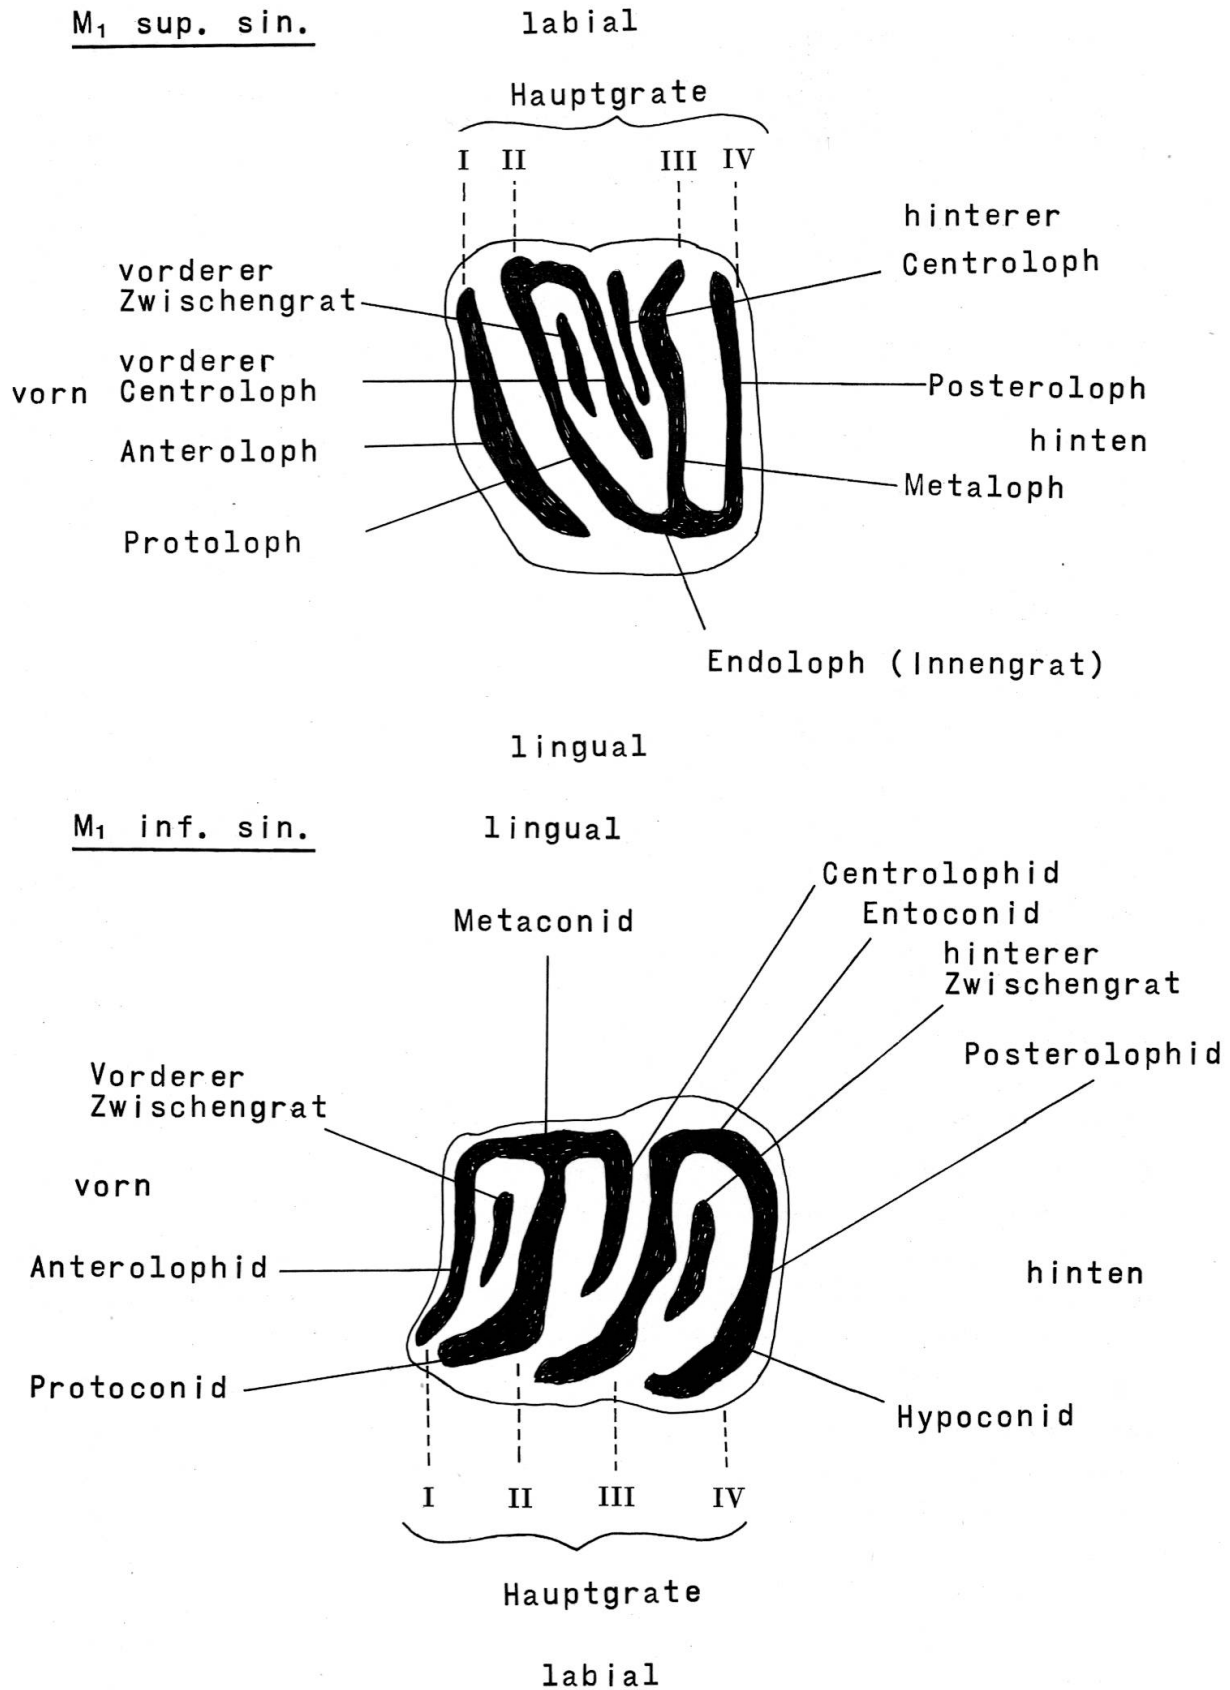 M₁ sup. sin.
labial
Hauptgrate
I II III IV
hinterer
Centroloph
vorderer
Zwischengrat
vorderer
Centroloph
vorn
Anteroloph
Protoloph
Posteroloph
hinten
Metaloph
Endoloph (Innengrat)
lingual
M₁ inf. sin.
lingual
Centrolophid
Entoconid
Metaconid
hinterer
Zwischengrat
Posterolophid
Vorderer
Zwischengrat
vorn
Anterolophid
hinten
Protoconid
Hypoconid
I II III IV
Hauptgrate
labial